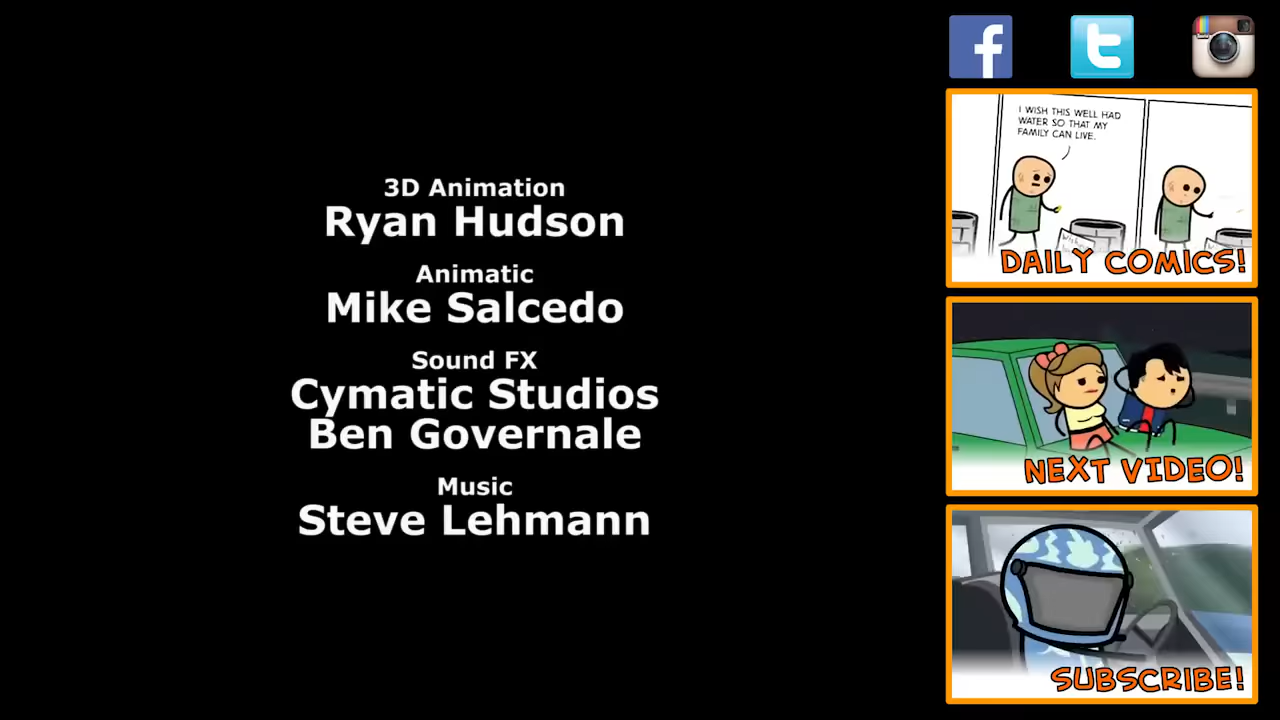 3D Animation
Ryan Hudson
Animatic
Mike Salcedo
Sound FX
Cymatic Studios
Ben Governale
Music
Steve Lehmann
I WISH THIS WELL HAD
WATER SO THAT MY
FAMILY CAN LIVE.
DAILY COMICS!
NEXT VIDEO!
SUBSCRIBE!